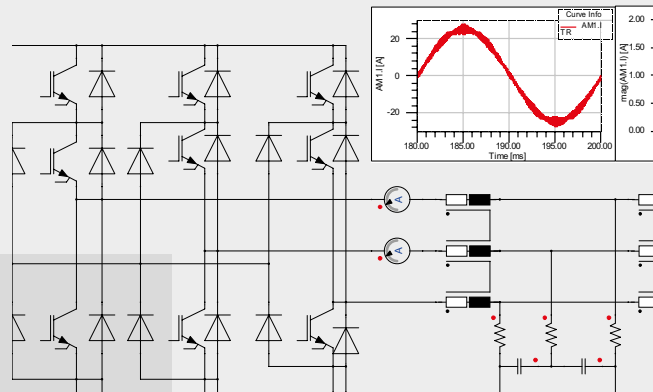 Curve Info
AM1.I
TR
AM1.I [A]
20
0
-20
180.00 185.00 190.00 195.00 200.00
Time [ms]
mag(AM1.I) [A]
2.00
1.50
1.00
0.50
0.00
A
A